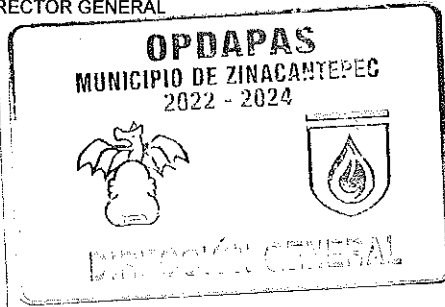 RECTOR GENERAL
OPDAPAS
MUNICIPIO DE ZINACANTEPEC
2022 - 2024
DIRECCIÓN GENERAL